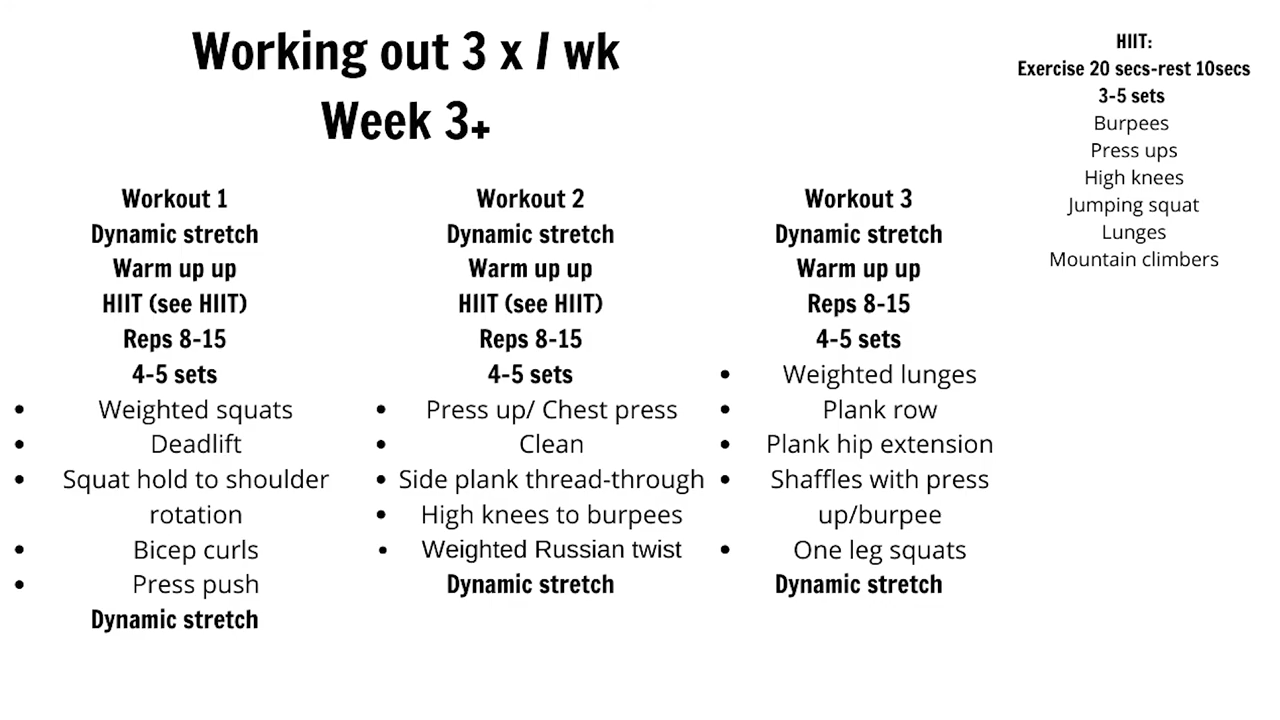 Working out 3 x / wk
Week 3+
HIIT:
Exercise 20 secs-rest 10secs
3-5 sets
Burpees
Press ups
High knees
Jumping squat
Lunges
Mountain climbers
Workout 1
Dynamic stretch
Warm up up
HIIT (see HIIT)
Reps 8-15
4-5 sets
• Weighted squats
• Deadlift
• Squat hold to shoulder
rotation
• Bicep curls
• Press push
Dynamic stretch
Workout 2
Dynamic stretch
Warm up up
HIIT (see HIIT)
Reps 8-15
4-5 sets
• Press up/ Chest press
• Clean
• Side plank thread-through
• High knees to burpees
• Weighted Russian twist
Dynamic stretch
Workout 3
Dynamic stretch
Warm up up
Reps 8-15
4-5 sets
• Weighted lunges
• Plank row
• Plank hip extension
• Shaffles with press
up/burpee
• One leg squats
Dynamic stretch